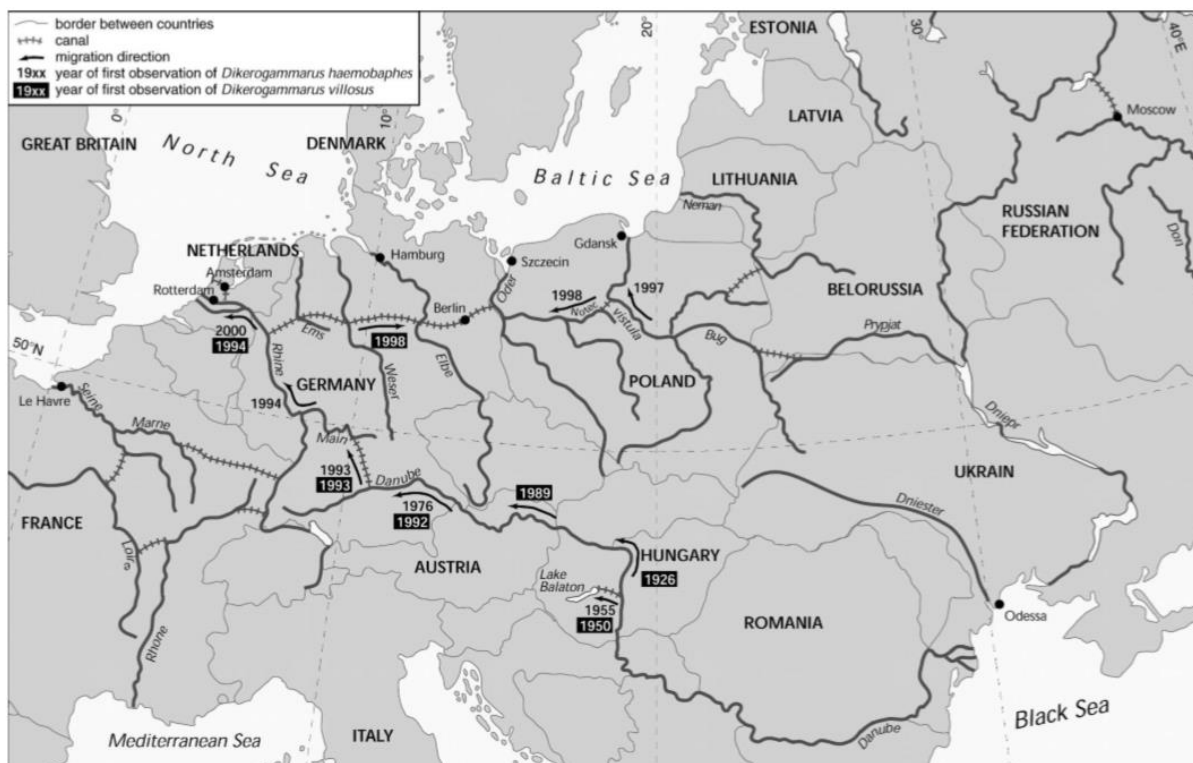 border between countries
canal
migration direction
19xx year of first observation of Dikerogammarus haemobaphes
19xx year of first observation of Dikerogammarus villosus
0°
10°
20°
30°
40°E
ESTONIA
Moscow
LATVIA
GREAT BRITAIN
North Sea
DENMARK
Baltic Sea
LITHUANIA
Neman
RUSSIAN
FEDERATION
Don
NETHERLANDS
Hamburg
Gdansk
Szczecin
Amsterdam
Rotterdam
Berlin
Oder
1998
Notec
1997
Vistula
BELORUSSIA
Prypjat
Bug
50°N
2000
1994
Ems
1998
Rhine
Weser
Elbe
GERMANY
POLAND
Le Havre
Seine
1994
Marne
Main
Dniepr
1993
1993
Danube
1976
1992
1989
UKRAIN
Dniester
FRANCE
Loire
AUSTRIA
HUNGARY
1926
Lake
Balaton
1955
1950
Odessa
ROMANIA
Rhone
Black Sea
Danube
Mediterranean Sea
ITALY